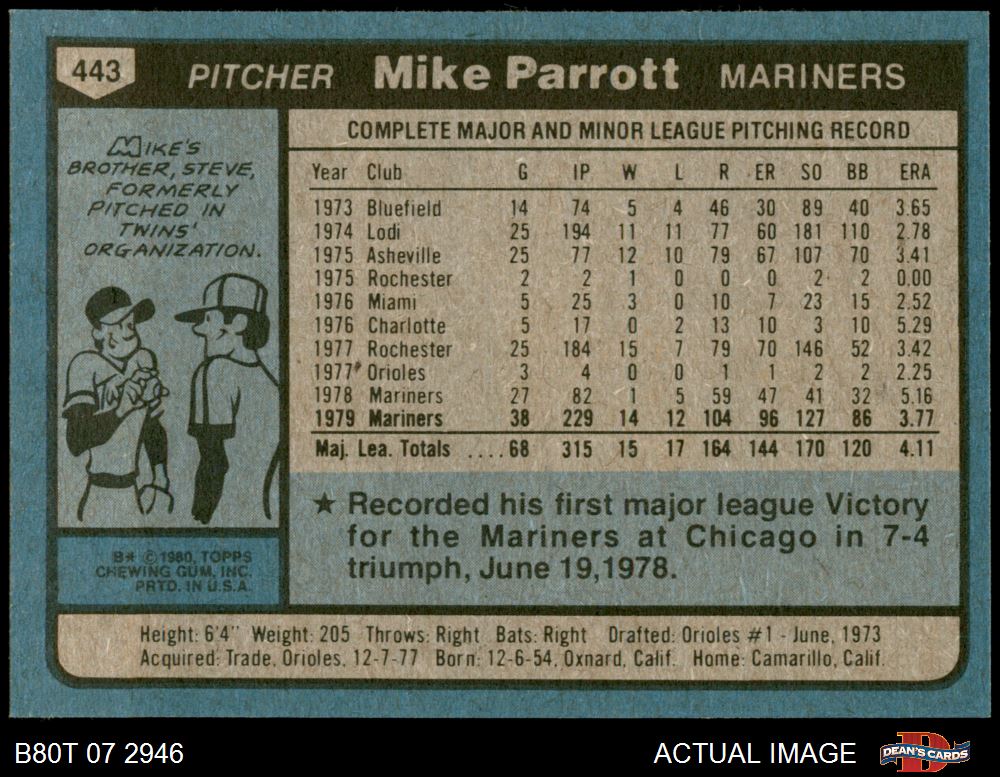 443 PITCHER Mike Parrott MARINERS
MIKE'S
BROTHER, STEVE,
FORMERLY
PITCHED IN
TWINS'
ORGANIZATION.
COMPLETE MAJOR AND MINOR LEAGUE PITCHING RECORD
Year Club G IP W L R ER SO BB ERA
1973 Bluefield 14 74 5 4 46 30 89 40 3.65
1974 Lodi 25 194 11 11 77 60 181 110 2.78
1975 Asheville 25 77 12 10 79 67 107 70 3.41
1975 Rochester 2 2 1 0 0 0 2 2 0.00
1976 Miami 5 25 3 0 10 7 23 15 2.52
1976 Charlotte 5 17 0 2 13 10 3 10 5.29
1977 Rochester 25 184 15 7 79 70 146 52 3.42
1977* Orioles 3 4 0 0 1 1 2 2 2.25
1978 Mariners 27 82 1 5 59 47 41 32 5.16
1979 Mariners 38 229 14 12 104 96 127 86 3.77
Maj. Lea. Totals ....68 315 15 17 164 144 170 120 4.11
★ Recorded his first major league Victory
for the Mariners at Chicago in 7-4
triumph, June 19,1978.
B* © 1980, TOPPS
CHEWING GUM, INC.
PRTD. IN U.S.A.
Height: 6'4" Weight: 205 Throws: Right Bats: Right Drafted: Orioles #1 - June, 1973
Acquired: Trade, Orioles, 12-7-77 Born: 12-6-54, Oxnard, Calif. Home: Camarillo, Calif.
B80T 07 2946 ACTUAL IMAGE DEAN'S CARDS